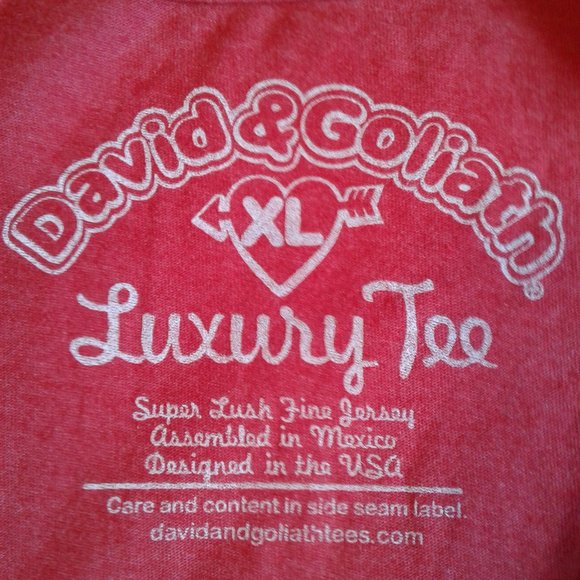 David & Goliath®
XL
Luxury Tee
Super Lush Fine Jersey
Assembled in Mexico
Designed in the USA
Care and content in side seam label.
davidandgoliathtees.com